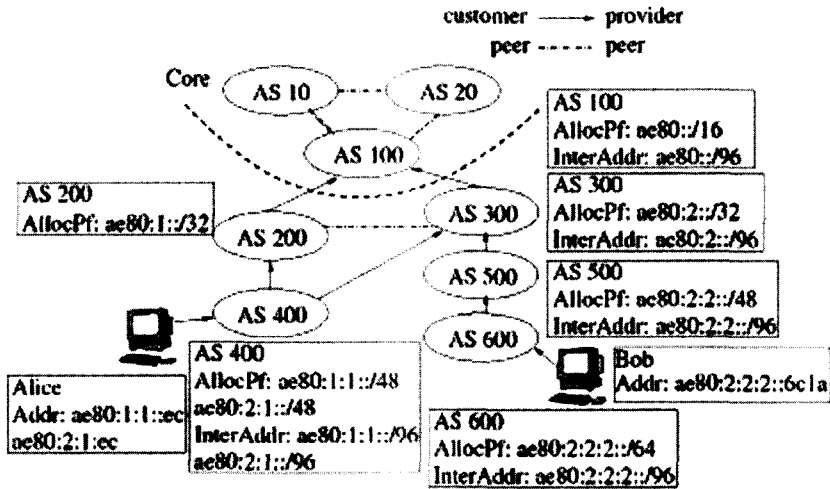 customer provider
peer peer
Core
AS 10
AS 20
AS 100
AS 100
AllocPf: ae80::/16
InterAddr: ae80::/96
AS 200
AllocPf: ae80:1::/32
AS 200
AS 300
AS 300
AllocPf: ae80:2::/32
InterAddr: ae80:2::/96
AS 500
AS 500
AllocPf: ae80:2:2::/48
InterAddr: ae80:2:2::/96
AS 400
AS 600
Alice
Addr: ae80:1:1::ec
ae80:2:1:ec
AS 400
AllocPf: ae80:1:1::/48
ae80:2:1::/48
InterAddr: ae80:1:1::/96
ae80:2:1::/96
Bob
Addr: ae80:2:2:2::6c1a
AS 600
AllocPf: ae80:2:2:2::/64
InterAddr: ae80:2:2:2::/96